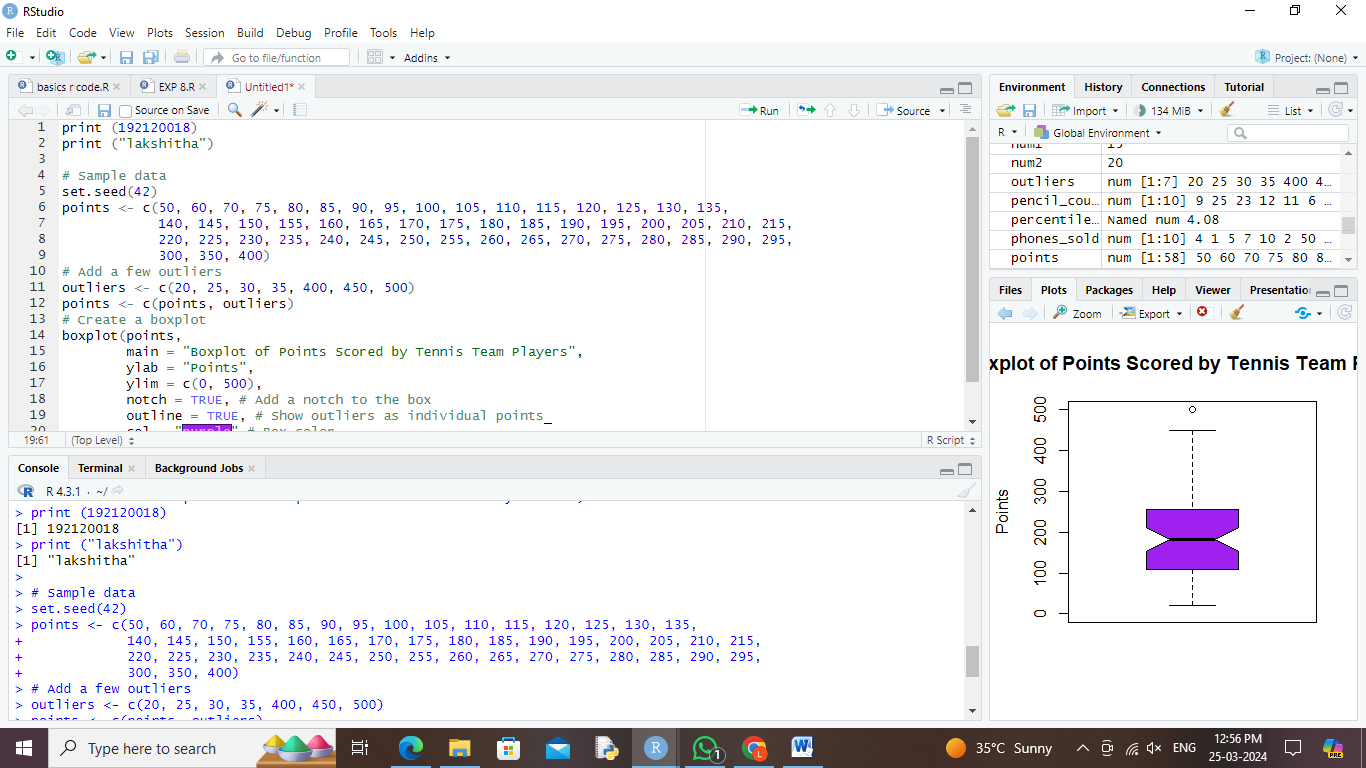 RStudio
File Edit Code View Plots Session Build Debug Profile Tools Help
Go to file/function Addins Project: (None)
basics r code.R EXP 8.R Untitled1*
Source on Save Run Source
1 print (192120018)
2 print ("lakshitha")
3
4 # Sample data
5 set.seed(42)
6 points <- c(50, 60, 70, 75, 80, 85, 90, 95, 100, 105, 110, 115, 120, 125, 130, 135,
7 140, 145, 150, 155, 160, 165, 170, 175, 180, 185, 190, 195, 200, 205, 210, 215,
8 220, 225, 230, 235, 240, 245, 250, 255, 260, 265, 270, 275, 280, 285, 290, 295,
9 300, 350, 400)
10 # Add a few outliers
11 outliers <- c(20, 25, 30, 35, 400, 450, 500)
12 points <- c(points, outliers)
13 # Create a boxplot
14 boxplot(points,
15 main = "Boxplot of Points Scored by Tennis Team Players",
16 ylab = "Points",
17 ylim = c(0, 500),
18 notch = TRUE, # Add a notch to the box
19 outline = TRUE, # Show outliers as individual points_
20 col = "purple" # Box color
19:61 (Top Level) R Script
Console Terminal Background Jobs
R 4.3.1 · ~/
> print (192120018)
[1] 192120018
> print ("lakshitha")
[1] "lakshitha"
>
> # Sample data
> set.seed(42)
> points <- c(50, 60, 70, 75, 80, 85, 90, 95, 100, 105, 110, 115, 120, 125, 130, 135,
+ 140, 145, 150, 155, 160, 165, 170, 175, 180, 185, 190, 195, 200, 205, 210, 215,
+ 220, 225, 230, 235, 240, 245, 250, 255, 260, 265, 270, 275, 280, 285, 290, 295,
+ 300, 350, 400)
> # Add a few outliers
> outliers <- c(20, 25, 30, 35, 400, 450, 500)
> points <- c(points, outliers)
Environment History Connections Tutorial
Import 134 MiB List
R Global Environment
num1 15
num2 20
outliers num [1:7] 20 25 30 35 400 4…
pencil_cou… num [1:10] 9 25 23 12 11 6 …
percentile… Named num 4.08
phones_sold num [1:10] 4 1 5 7 10 2 50 …
points num [1:58] 50 60 70 75 80 8…
Files Plots Packages Help Viewer Presentatio
Zoom Export
xplot of Points Scored by Tennis Team P
Points
500
400
300
200
100
0
Type here to search
1
L
35°C Sunny
ENG
12:56 PM
25-03-2024
PRE